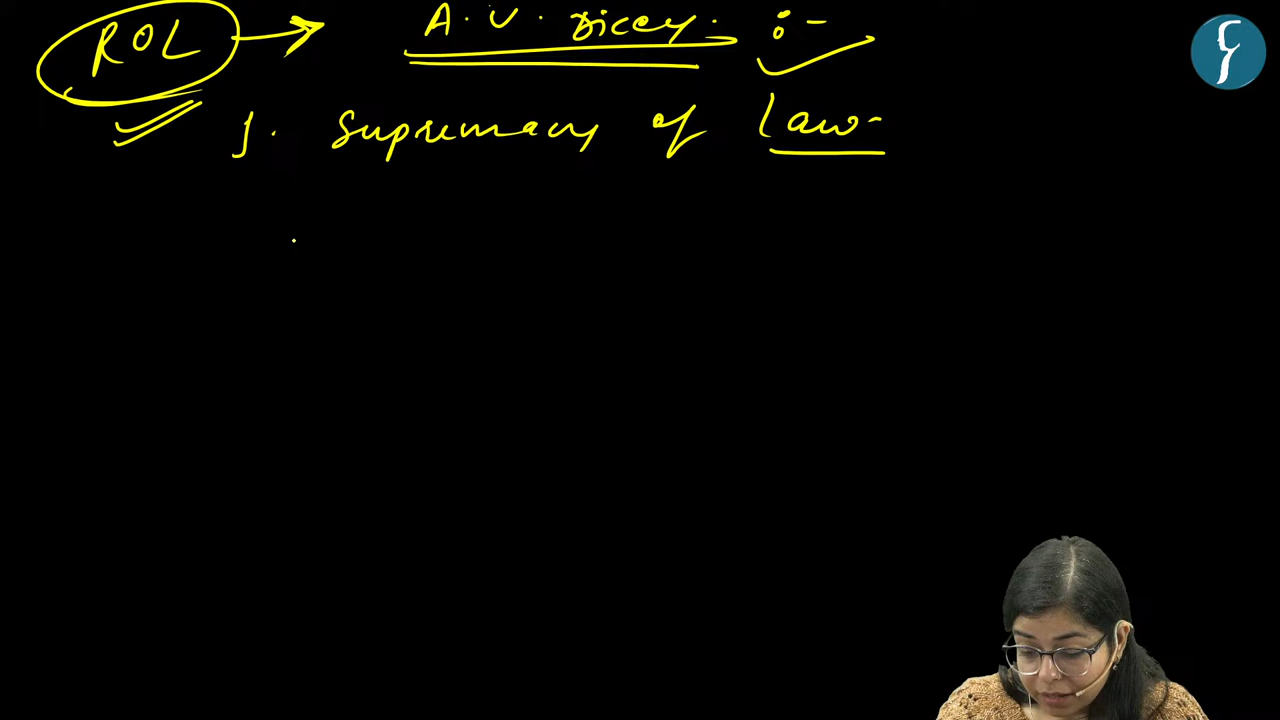 ROL → A.V. Dicey. :-
1. Supremacy of law-